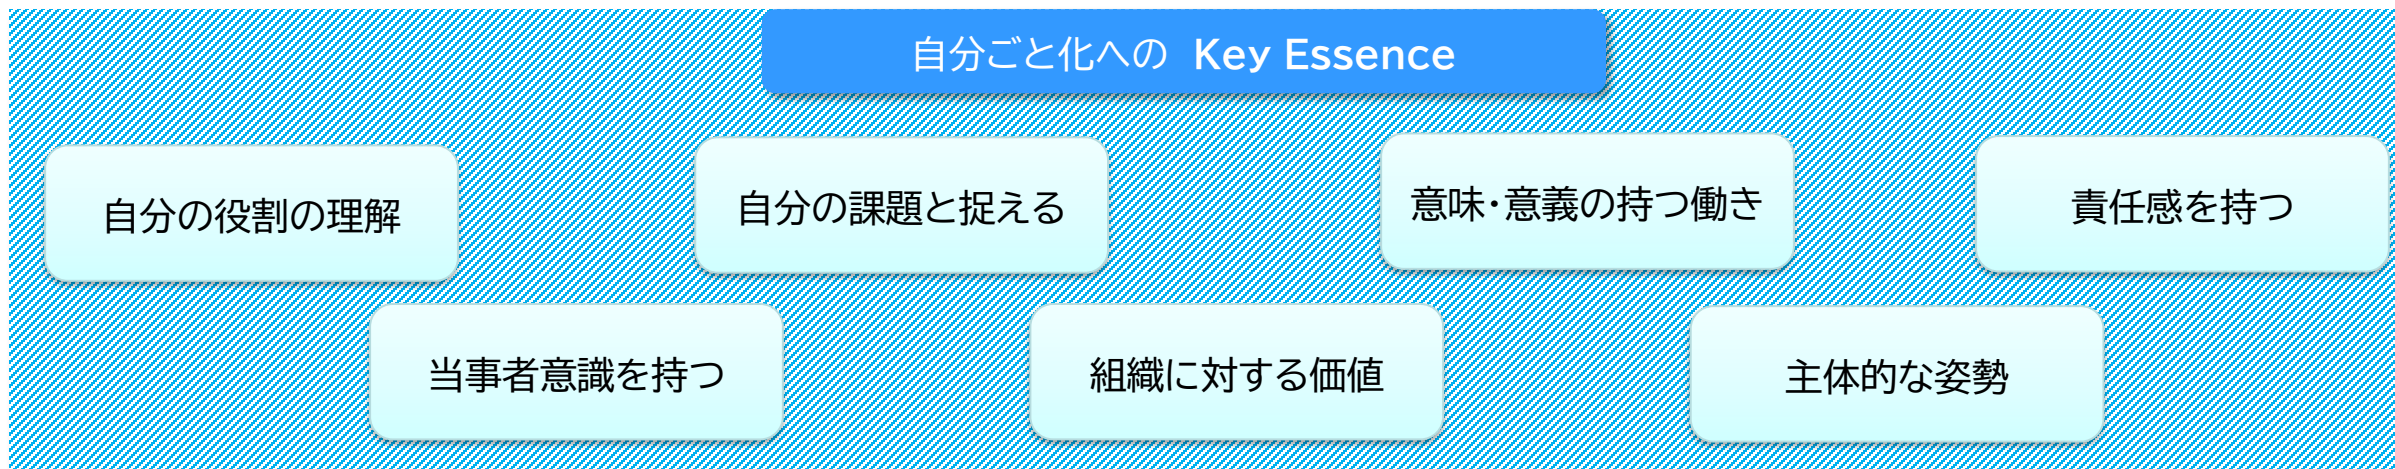 自分ごと化への Key Essence
自分の役割の理解
自分の課題と捉える
意味・意義の持つ働き
責任感を持つ
当事者意識を持つ
組織に対する価値
主体的な姿勢